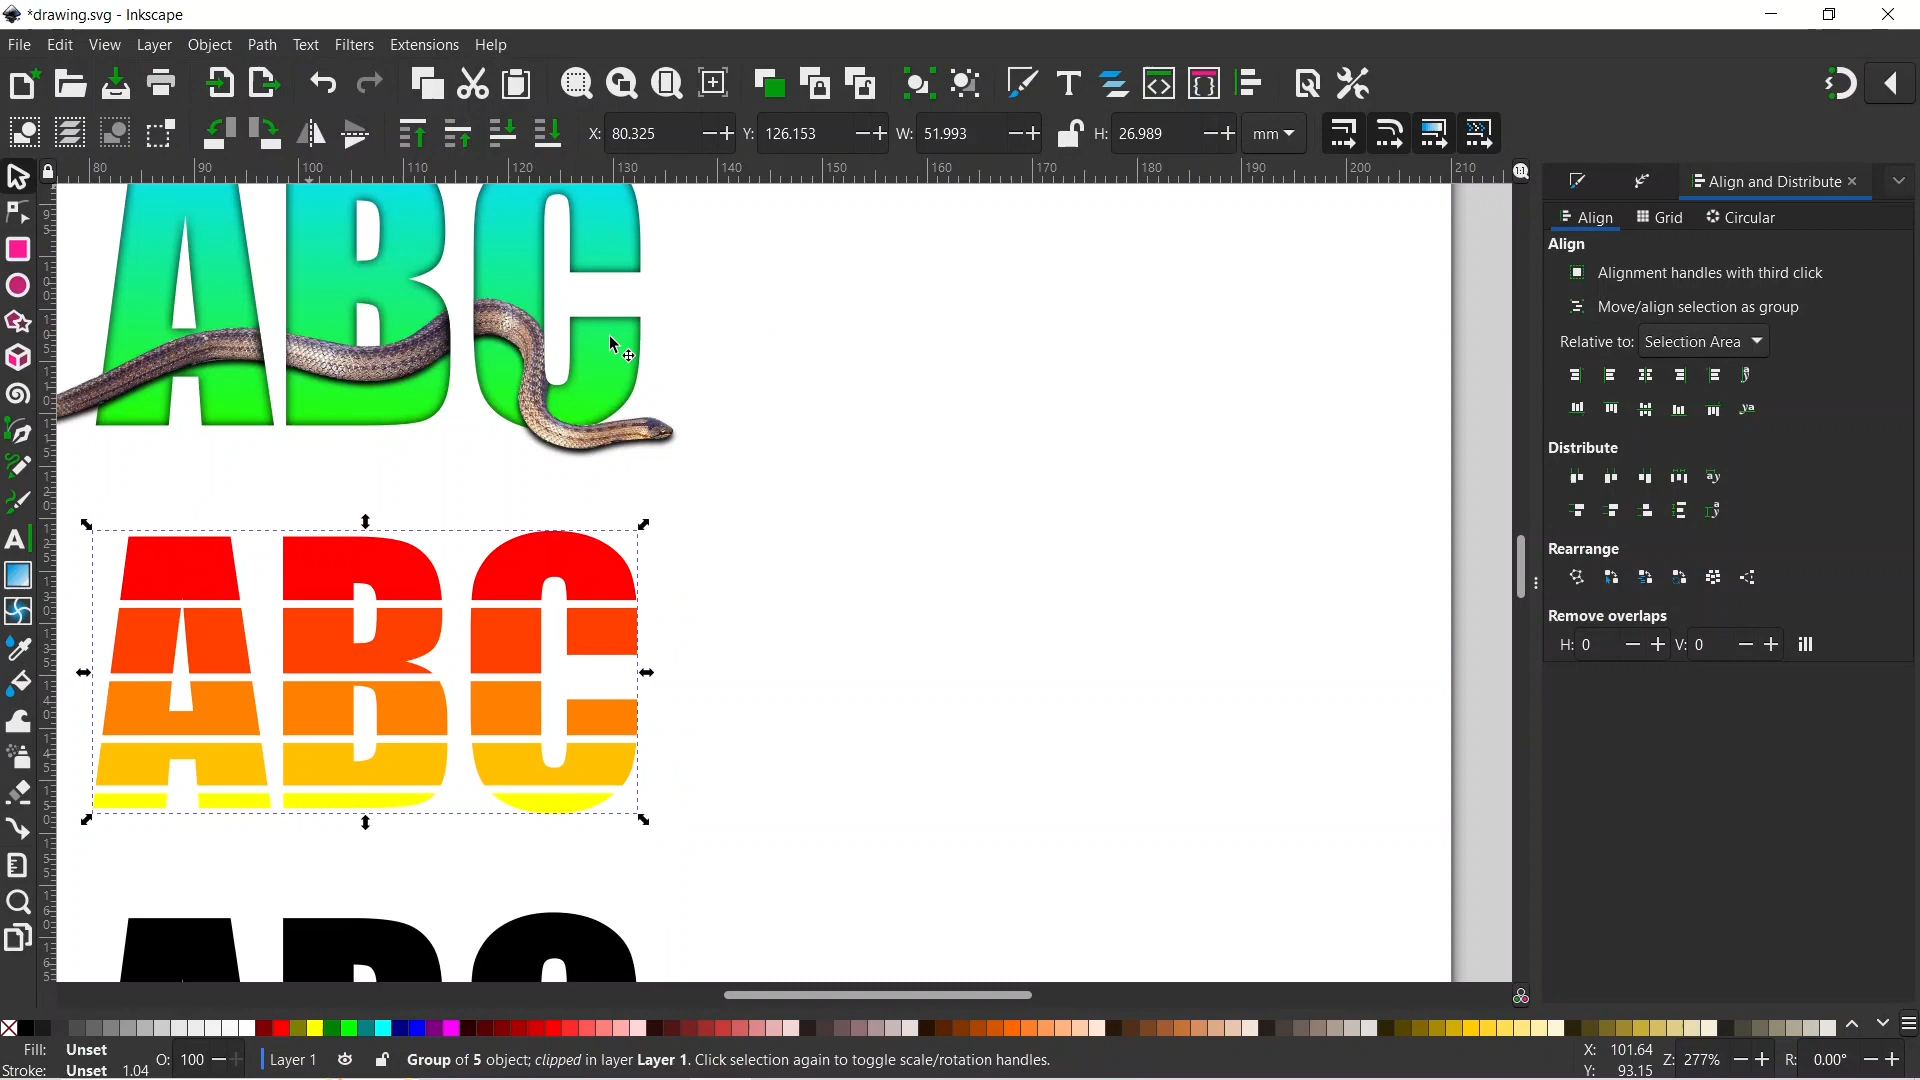 *drawing.svg - Inkscape
File Edit View Layer Object Path Text Filters Extensions Help
X: 80.325 Y: 126.153 W: 51.993 H: 26.989 mm
80 90 100 110 120 130 140 150 160 170 180 190 200 210
Align and Distribute
Align Grid Circular
Align
Alignment handles with third click
Move/align selection as group
Relative to: Selection Area
Distribute
Rearrange
Remove overlaps
H: 0 V: 0
ABC
ABC
ABC
Fill: Unset
Stroke: Unset 1.04
O: 100
Layer 1
Group of 5 object; clipped in layer Layer 1. Click selection again to toggle scale/rotation handles.
X: 101.64
Y: 93.15
Z: 277%
R: 0.00°